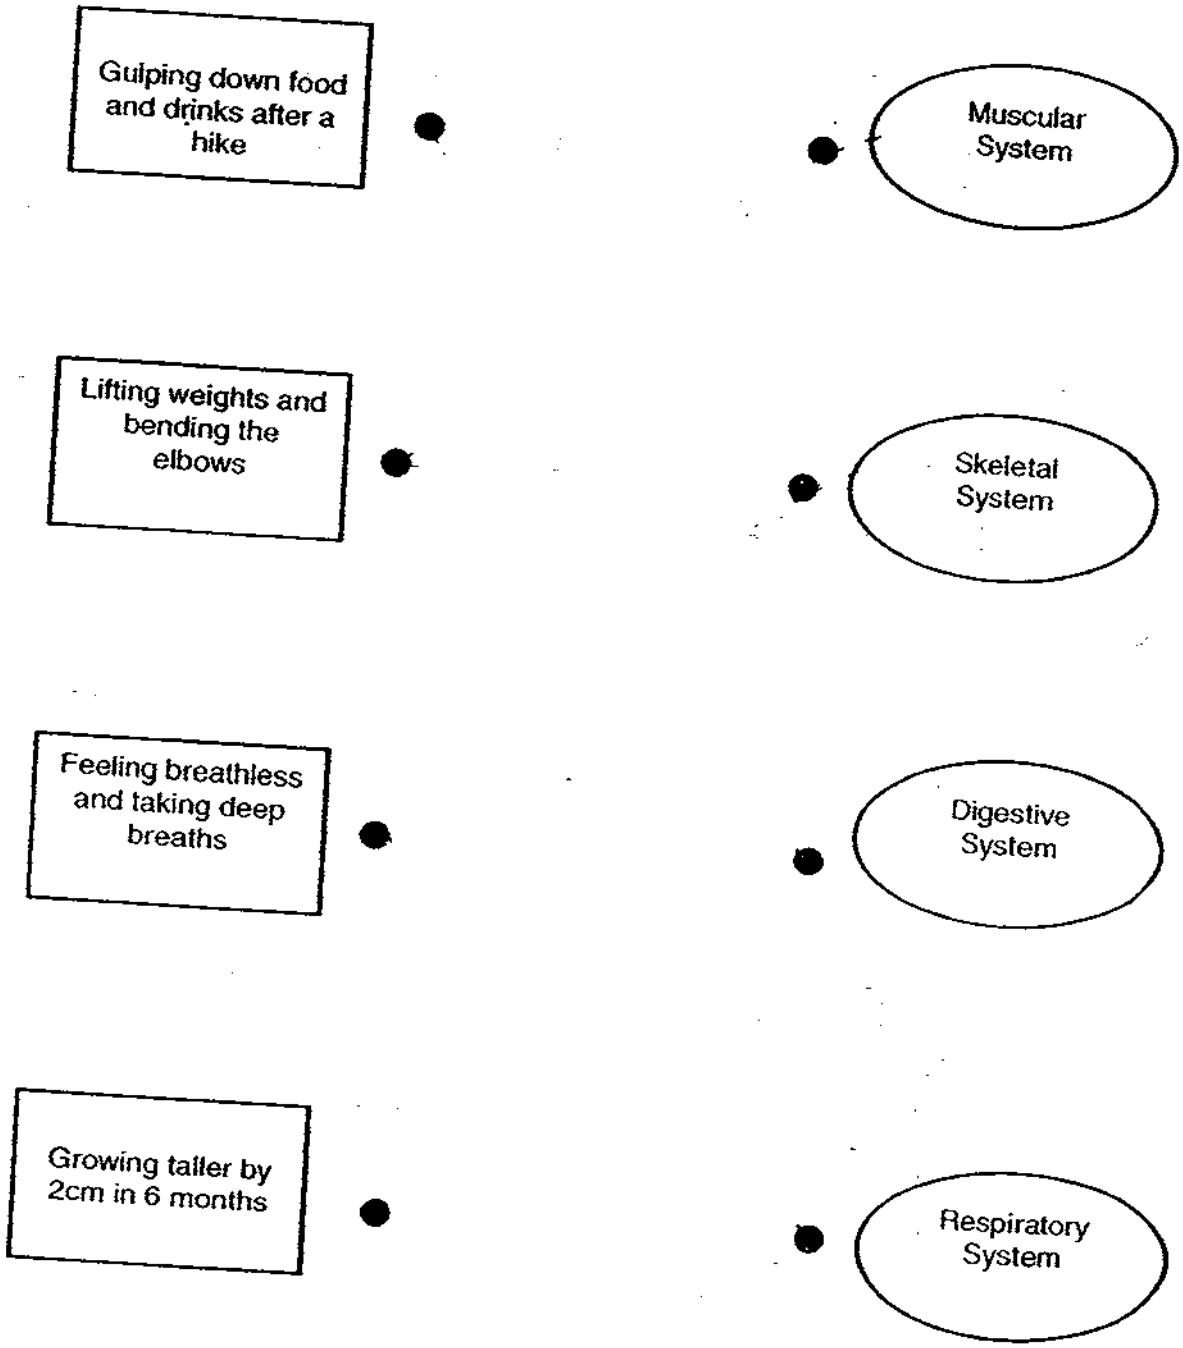 Gulping down food
and drinks after a
hike
Muscular
System
Lifting weights and
bending the
elbows
Skeletal
System
Feeling breathless
and taking deep
breaths
Digestive
System
Growing taller by
2cm in 6 months
Respiratory
System